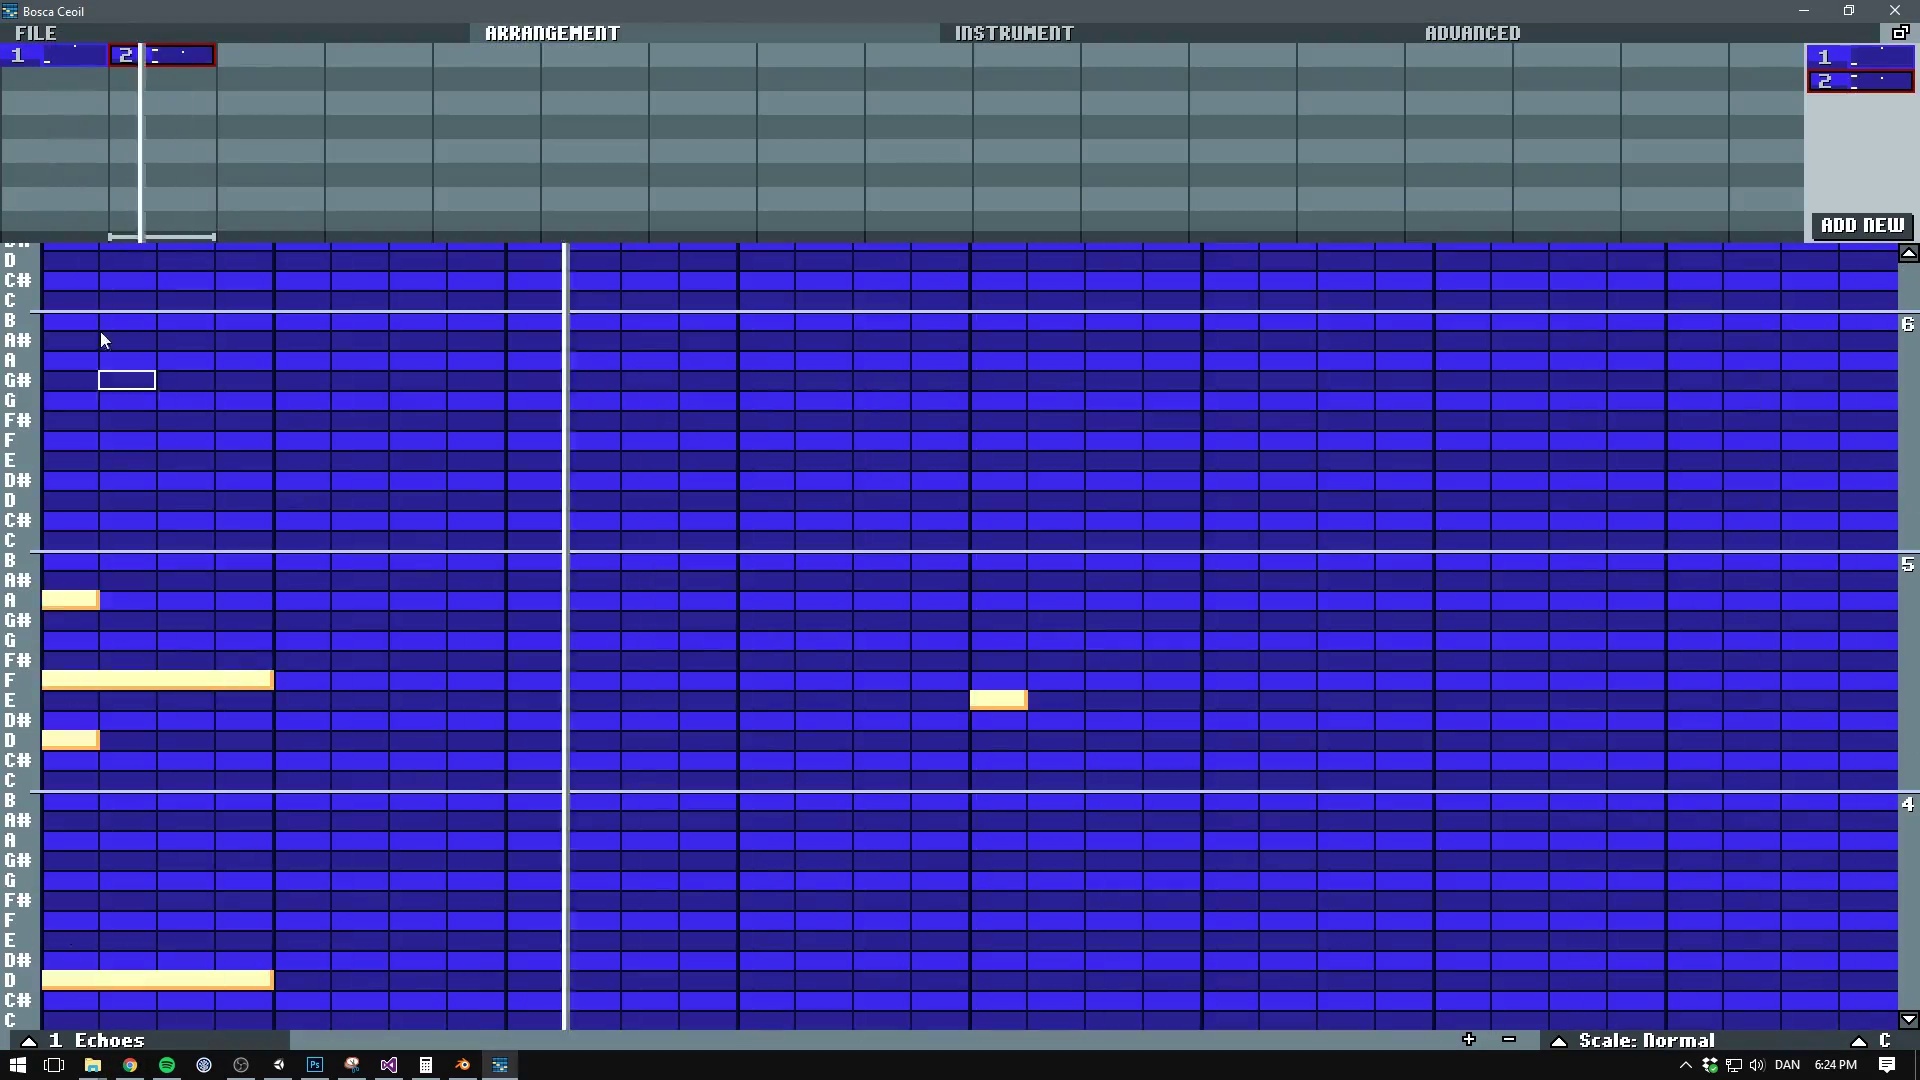 Bosca Ceoil
FILE
ARRANGEMENT
INSTRUMENT
ADVANCED
1
2
1
2
ADD NEW
D
C#
C
B
6
A#
A
G#
G
F#
F
E
D#
D
C#
C
B
5
A#
A
G#
G
F#
F
E
D#
D
C#
C
B
4
A#
A
G#
G
F#
F
E
D#
D
C#
C
1 Echoes
+
-
Scale: Normal
C
Ps
DAN
6:24 PM